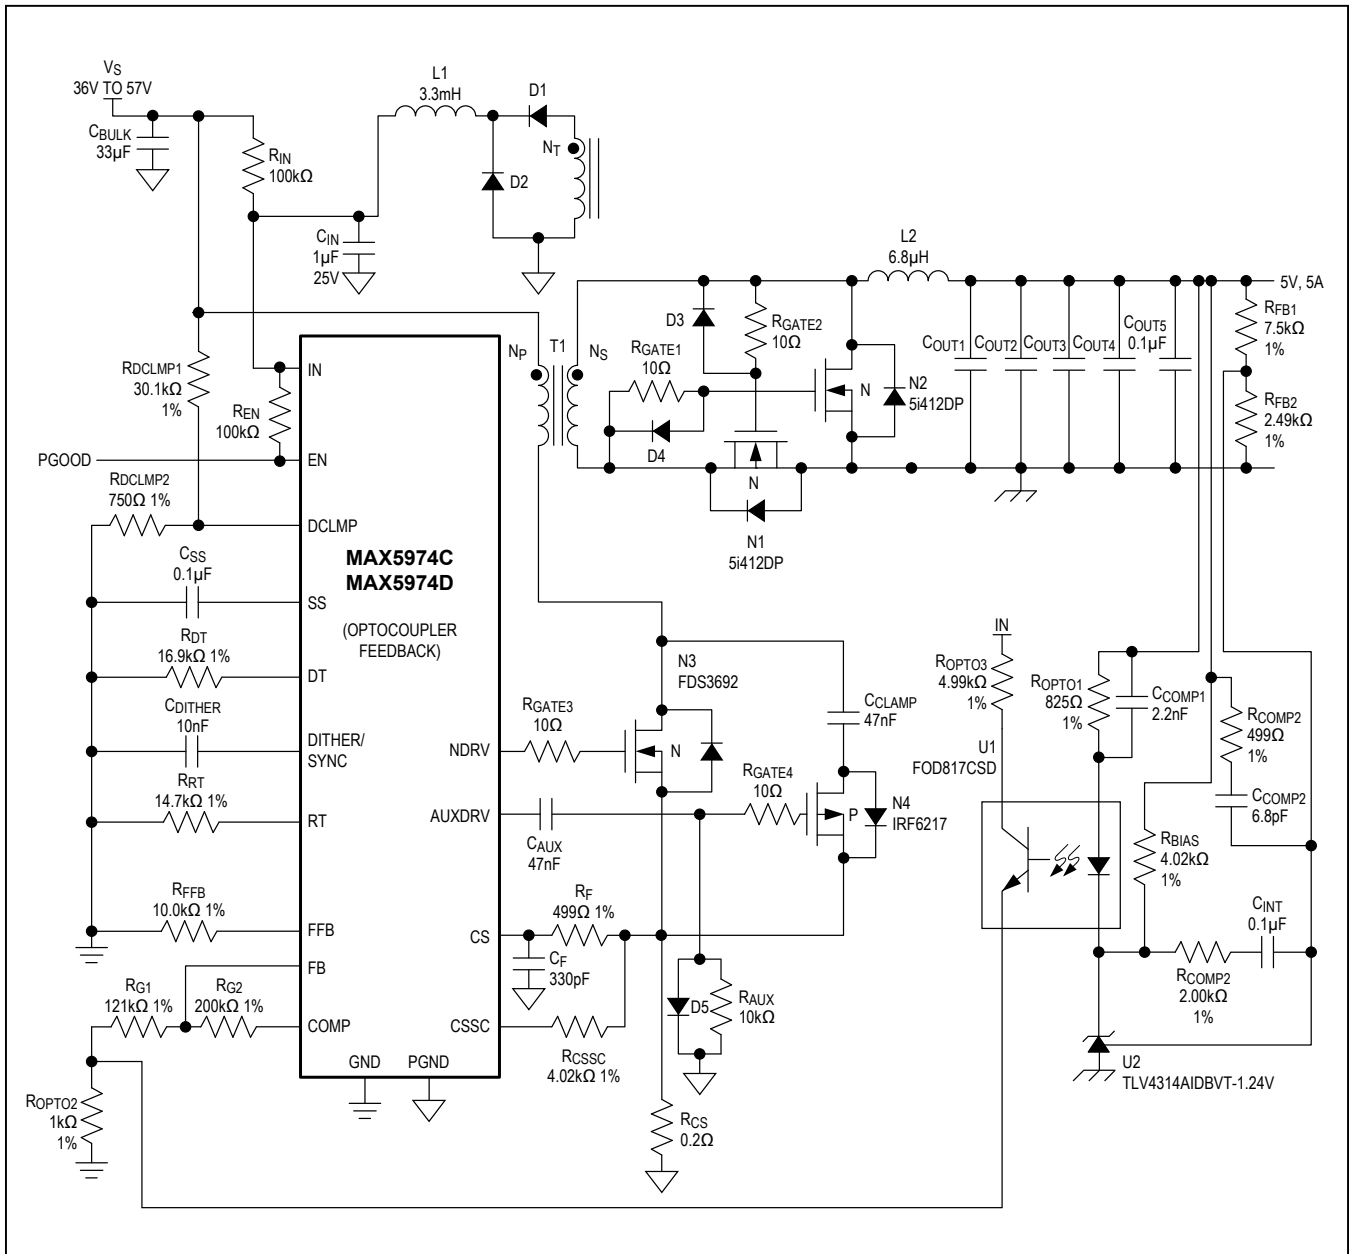 VS
36V TO 57V
CBULK
33µF
RIN
100kΩ
L1
3.3mH
D1
D2
NT
CIN
1µF
25V
L2
6.8µH
5V, 5A
RDCLMP1
30.1kΩ
1%
REN
100kΩ
IN
EN
PGOOD
NP
T1
NS
D3
RGATE2
10Ω
RGATE1
10Ω
D4
N
N2
5i412DP
N
N1
5i412DP
COUT1
COUT2
COUT3
COUT4
COUT5
0.1µF
RFB1
7.5kΩ
1%
RFB2
2.49kΩ
1%
RDCLMP2
750Ω 1%
DCLMP
MAX5974C
MAX5974D
(OPTOCOUPLER
FEEDBACK)
CSS
0.1µF
SS
RDT
16.9kΩ 1%
DT
CDITHER
10nF
DITHER/
SYNC
RRT
14.7kΩ 1%
RT
RFFB
10.0kΩ 1%
FFB
FB
RG1
121kΩ 1%
RG2
200kΩ 1%
COMP
GND
PGND
ROPTO2
1kΩ
1%
NDRV
RGATE3
10Ω
N3
FDS3692
N
AUXDRV
CAUX
47nF
RGATE4
10Ω
CCLAMP
47nF
P
N4
IRF6217
CS
RF
499Ω 1%
CF
330pF
CSSC
RCSSC
4.02kΩ 1%
D5
RAUX
10kΩ
RCS
0.2Ω
IN
ROPTO3
4.99kΩ
1%
U1
FOD817CSD
ROPTO1
825Ω
1%
CCOMP1
2.2nF
RCOMP2
499Ω
1%
CCOMP2
6.8pF
RBIAS
4.02kΩ
1%
CINT
0.1µF
RCOMP2
2.00kΩ
1%
U2
TLV4314AIDBVT-1.24V